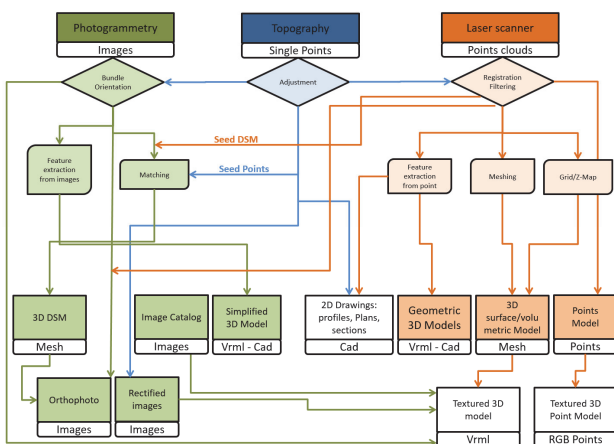 Photogrammetry
Topography
Laser scanner
Images
Single Points
Points clouds
Bundle
Orientation
Adjustment
Registration
Filtering
Seed DSM
Feature
extraction
from images
Matching
Seed Points
Feature
extraction
from point
Meshing
Grid/Z-Map
3D DSM
Mesh
Image Catalog
Images
Simplified
3D Model
Vrml - Cad
2D Drawings:
profiles, Plans,
sections
Cad
Geometric
3D Models
Vrml - Cad
3D
surface/volu
metric Model
Mesh
Points Model
Points
Orthophoto
Images
Rectified
images
Images
Textured 3D
model
Vrml
Textured 3D
Point Model
RGB Points